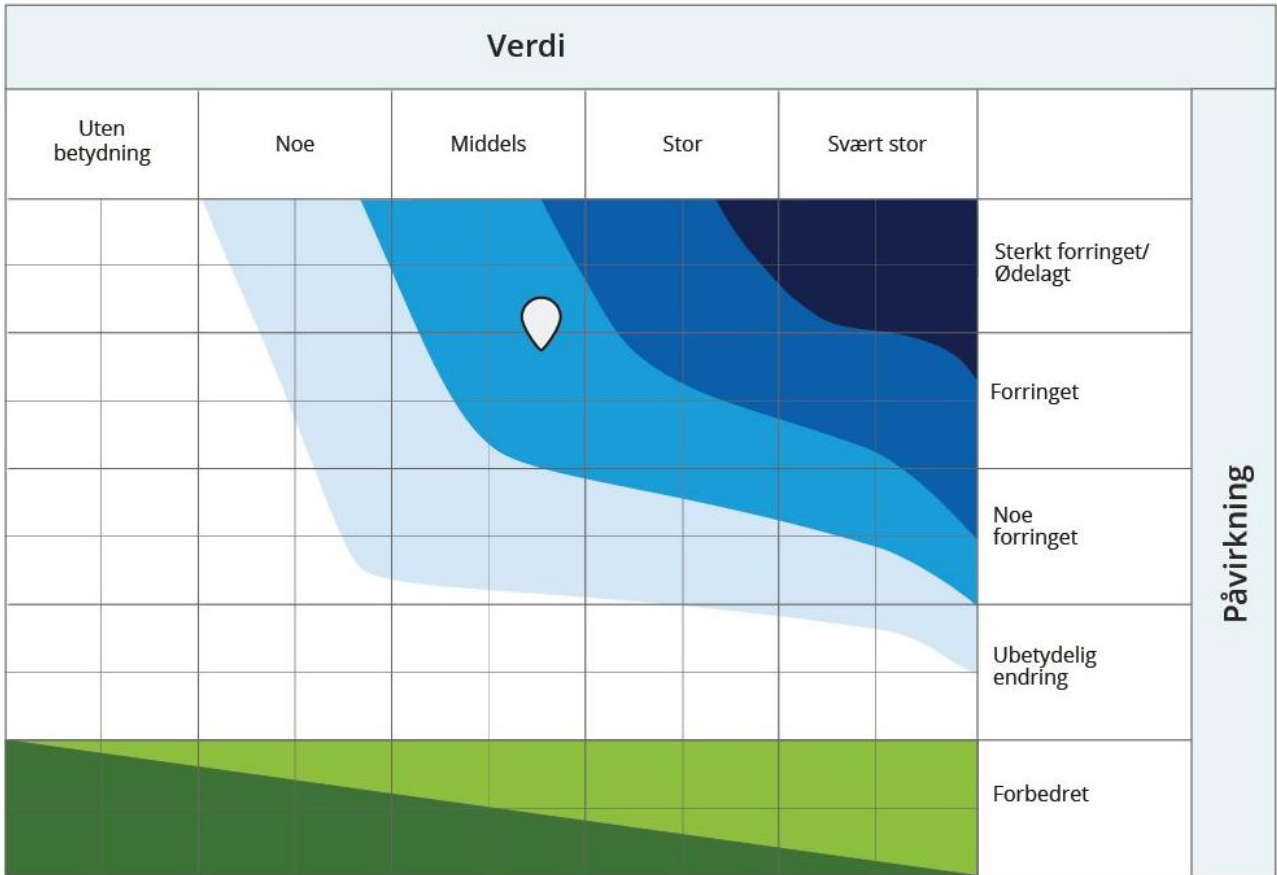 Verdi
Uten
betydning
Noe
Middels
Stor
Svært stor
Sterkt forringet/
Ødelagt
Forringet
Noe
forringet
Ubetydelig
endring
Forbedret
Påvirkning